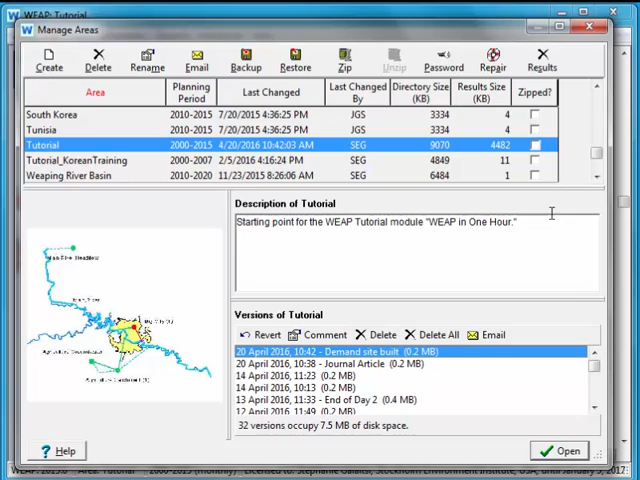 WEAP: Tutorial
Manage Areas
Create Delete Rename Email Backup Restore Zip Unzip Password Repair Results
Area Planning Period Last Changed Last Changed By Directory Size (KB) Results Size (KB) Zipped?
South Korea 2010-2015 7/20/2015 4:36:25 PM JGS 3334 4
Tunisia 2010-2015 7/20/2015 4:36:25 PM JGS 3334 4
Tutorial 2000-2015 4/20/2016 10:42:03 AM SEG 9070 4482
Tutorial_KoreanTraining 2000-2007 2/5/2016 4:16:24 PM SEG 4849 11
Weaping River Basin 2010-2020 11/23/2015 8:26:06 AM SEG 6484 1
Description of Tutorial
Starting point for the WEAP Tutorial module "WEAP in One Hour."
Versions of Tutorial
Revert Comment Delete Delete All Email
20 April 2016, 10:42 - Demand site built (0.2 MB)
20 April 2016, 10:38 - Journal Article (0.2 MB)
14 April 2016, 11:23 (0.2 MB)
14 April 2016, 10:13 (0.2 MB)
13 April 2016, 11:33 - End of Day 2 (0.4 MB)
12 April 2016, 11:49 (0.2 MB)
32 versions occupy 7.5 MB of disk space.
Help
Open